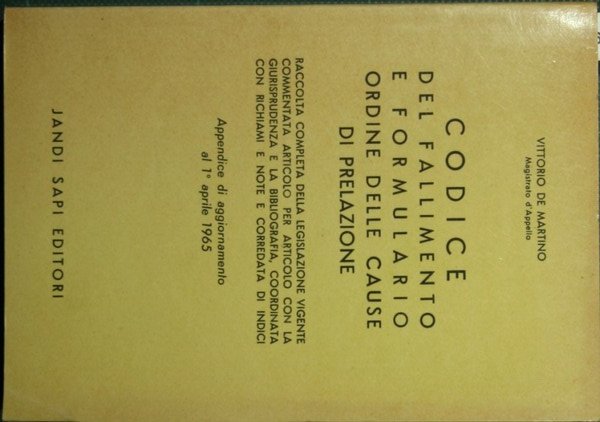 VITTORIO DE MARTINO
Magistrato d'Appello
CODICE
DEL FALLIMENTO
E FORMULARIO
ORDINE DELLE CAUSE
DI PRELAZIONE
RACCOLTA COMPLETA DELLA LEGISLAZIONE VIGENTE
COMMENTATA ARTICOLO PER ARTICOLO CON LA
GIURISPRUDENZA E LA BIBLIOGRAFIA, COORDINATA
CON RICHIAMI E NOTE E CORREDATA DI INDICI
Appendice di aggiornamento
al 1° aprile 1965
JANDI SAPI EDITORI